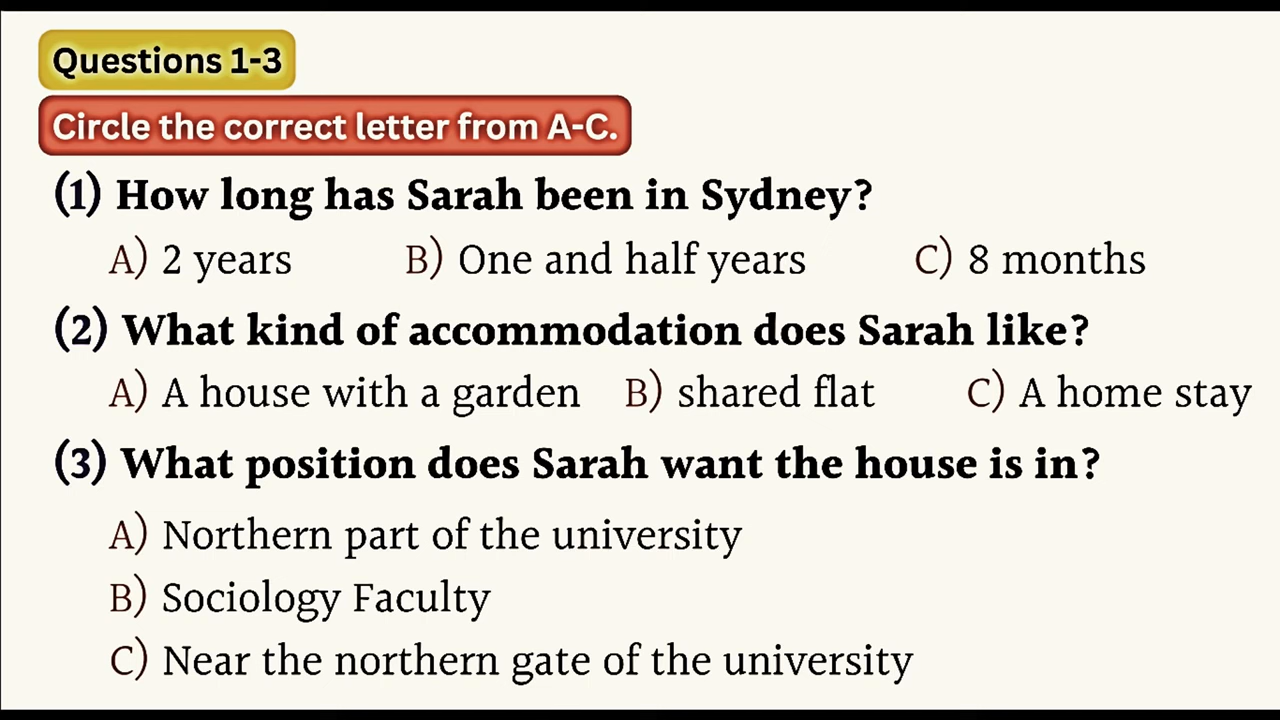 Questions 1-3
Circle the correct letter from A-C.
(1) How long has Sarah been in Sydney?
A) 2 years B) One and half years C) 8 months
(2) What kind of accommodation does Sarah like?
A) A house with a garden B) shared flat C) A home stay
(3) What position does Sarah want the house is in?
A) Northern part of the university
B) Sociology Faculty
C) Near the northern gate of the university